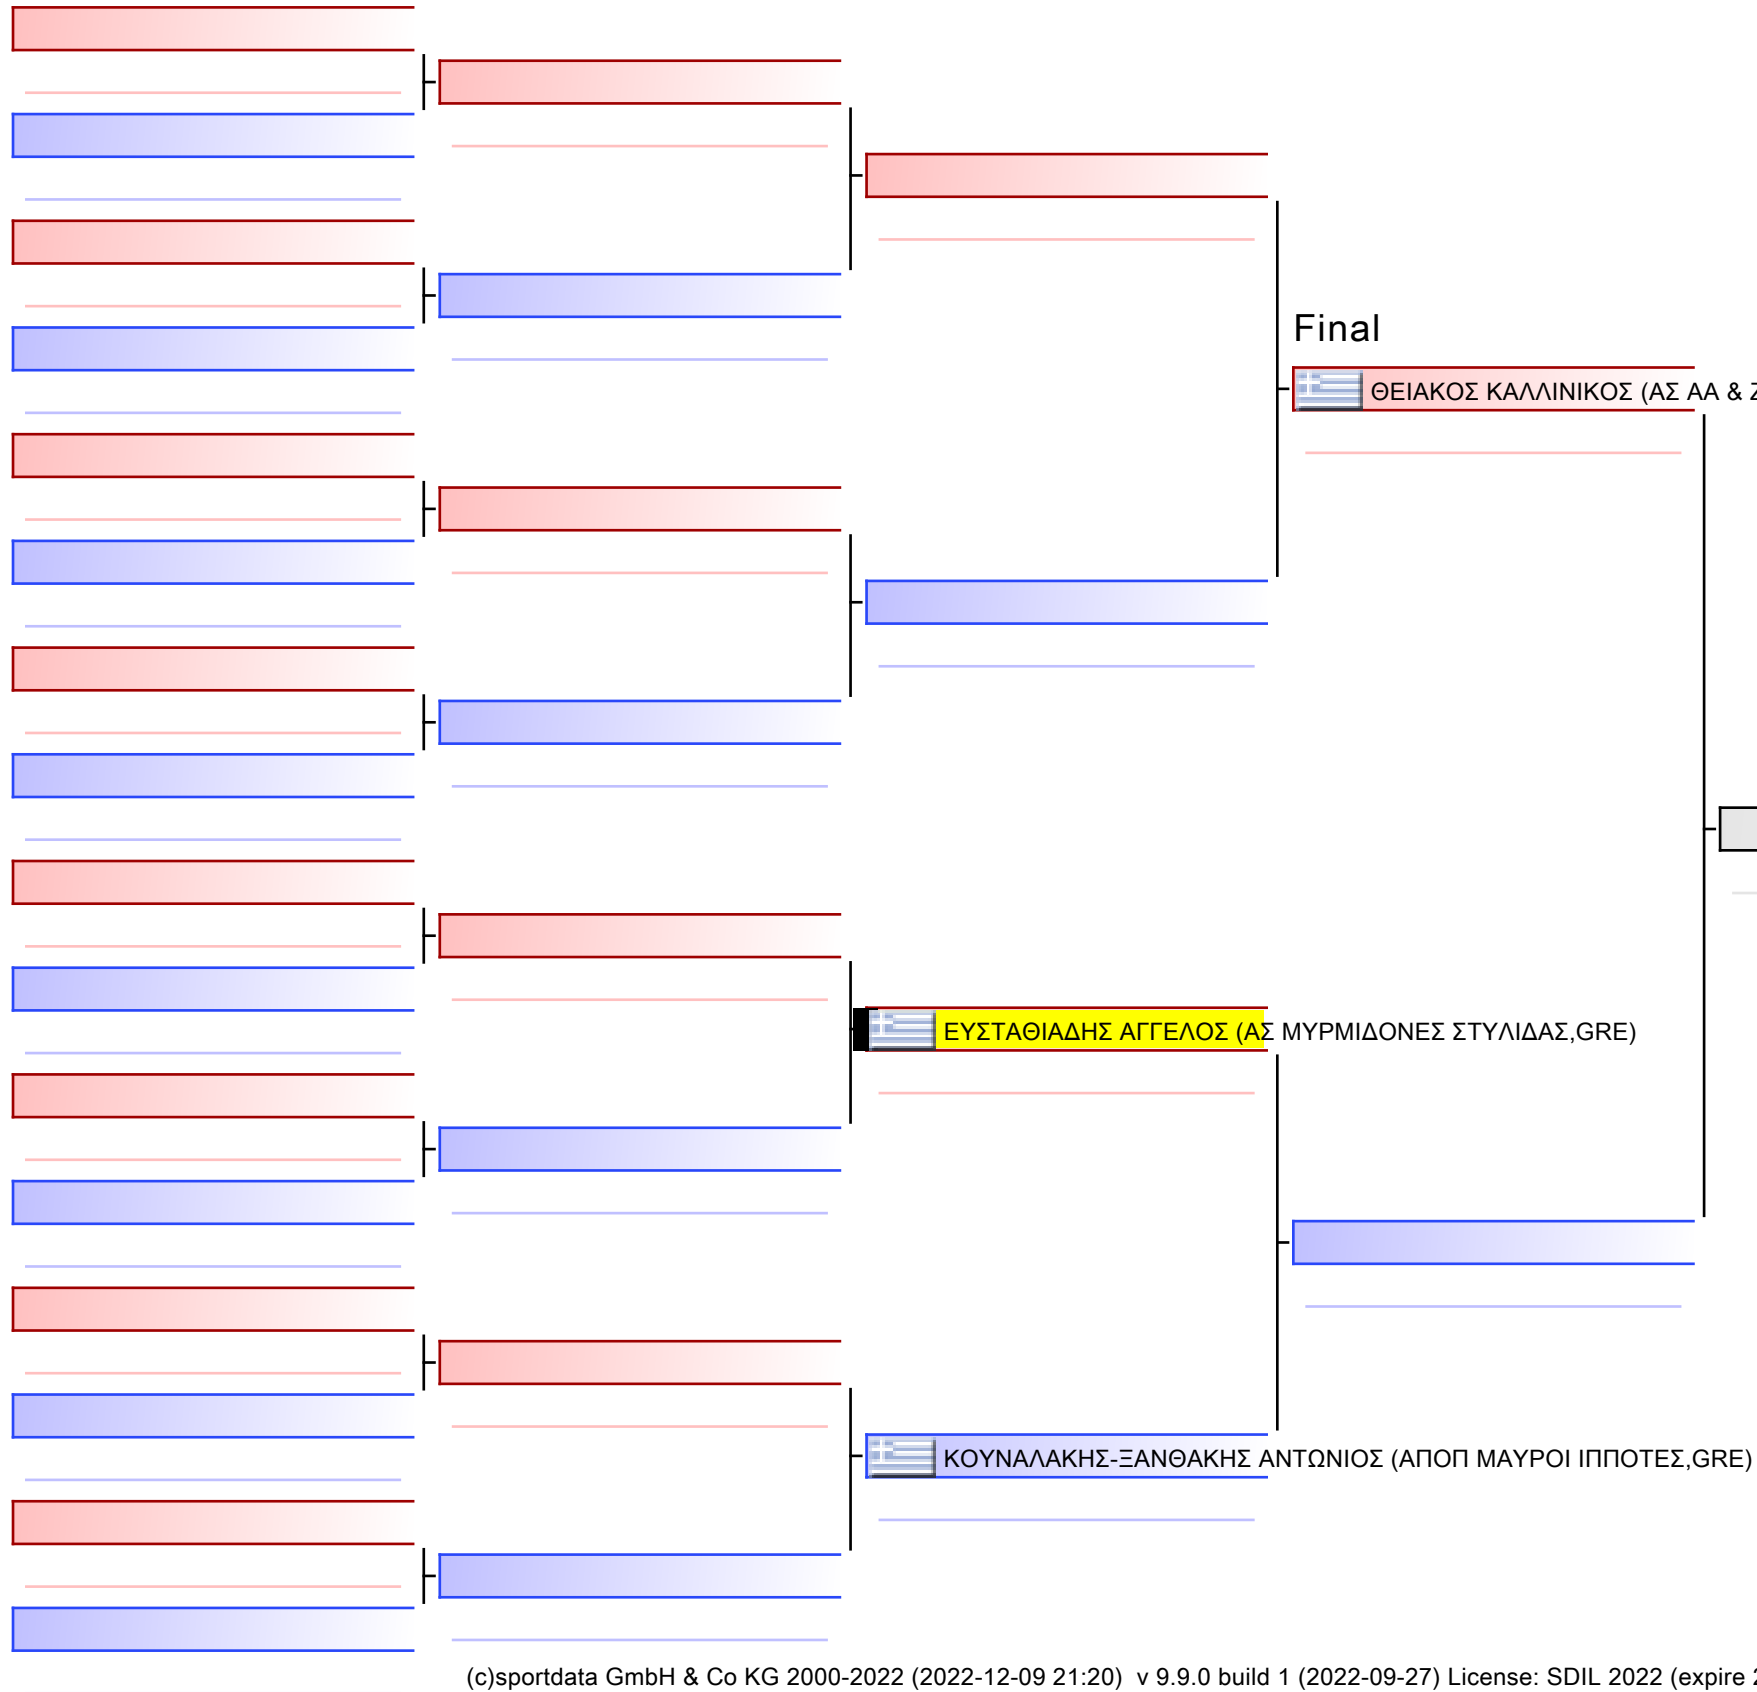 Final
ΘΕΙΑΚΟΣ ΚΑΛΛΙΝΙΚΟΣ (ΑΣ ΑΑ &
ΕΥΣΤΑΘΙΑΔΗΣ ΑΓΓΕΛΟΣ (ΑΣ ΜΥΡΜΙΔΟΝΕΣ ΣΤΥΛΙΔΑΣ,GRE)
ΚΟΥΝΑΛΑΚΗΣ-ΞΑΝΘΑΚΗΣ ΑΝΤΩΝΙΟΣ (ΑΠΟΠ ΜΑΥΡΟΙ ΙΠΠΟΤΕΣ,GRE)
(c)sportdata GmbH & Co KG 2000-2022 (2022-12-09 21:20) v 9.9.0 build 1 (2022-09-27) License: SDIL 2022 (expire